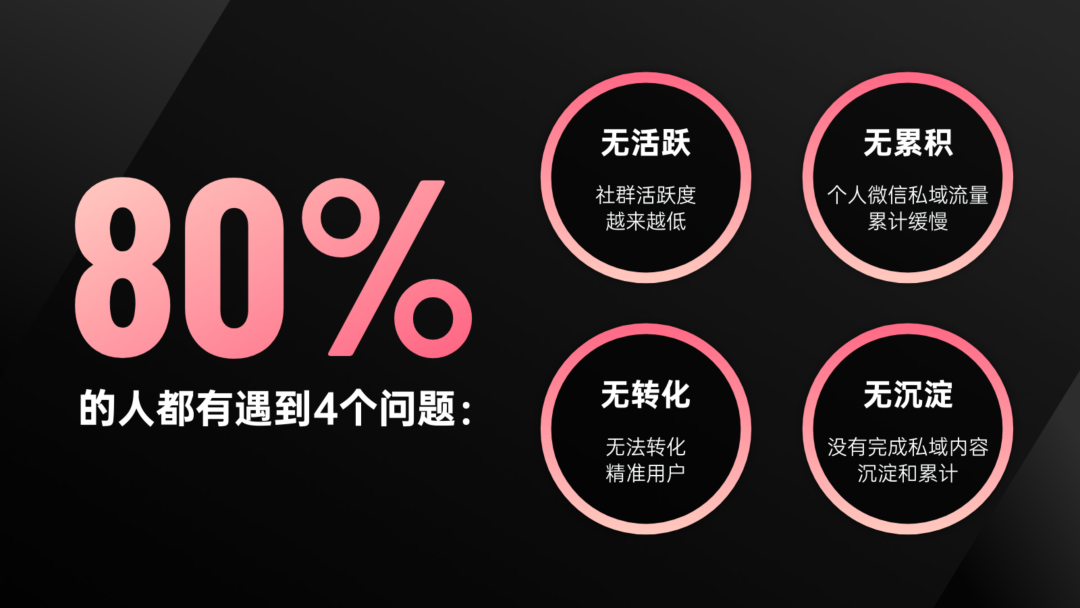 80%
的人都有遇到4个问题：
无活跃
社群活跃度
越来越低
无累积
个人微信私域流量
累计缓慢
无转化
无法转化
精准用户
无沉淀
没有完成私域内容
沉淀和累计